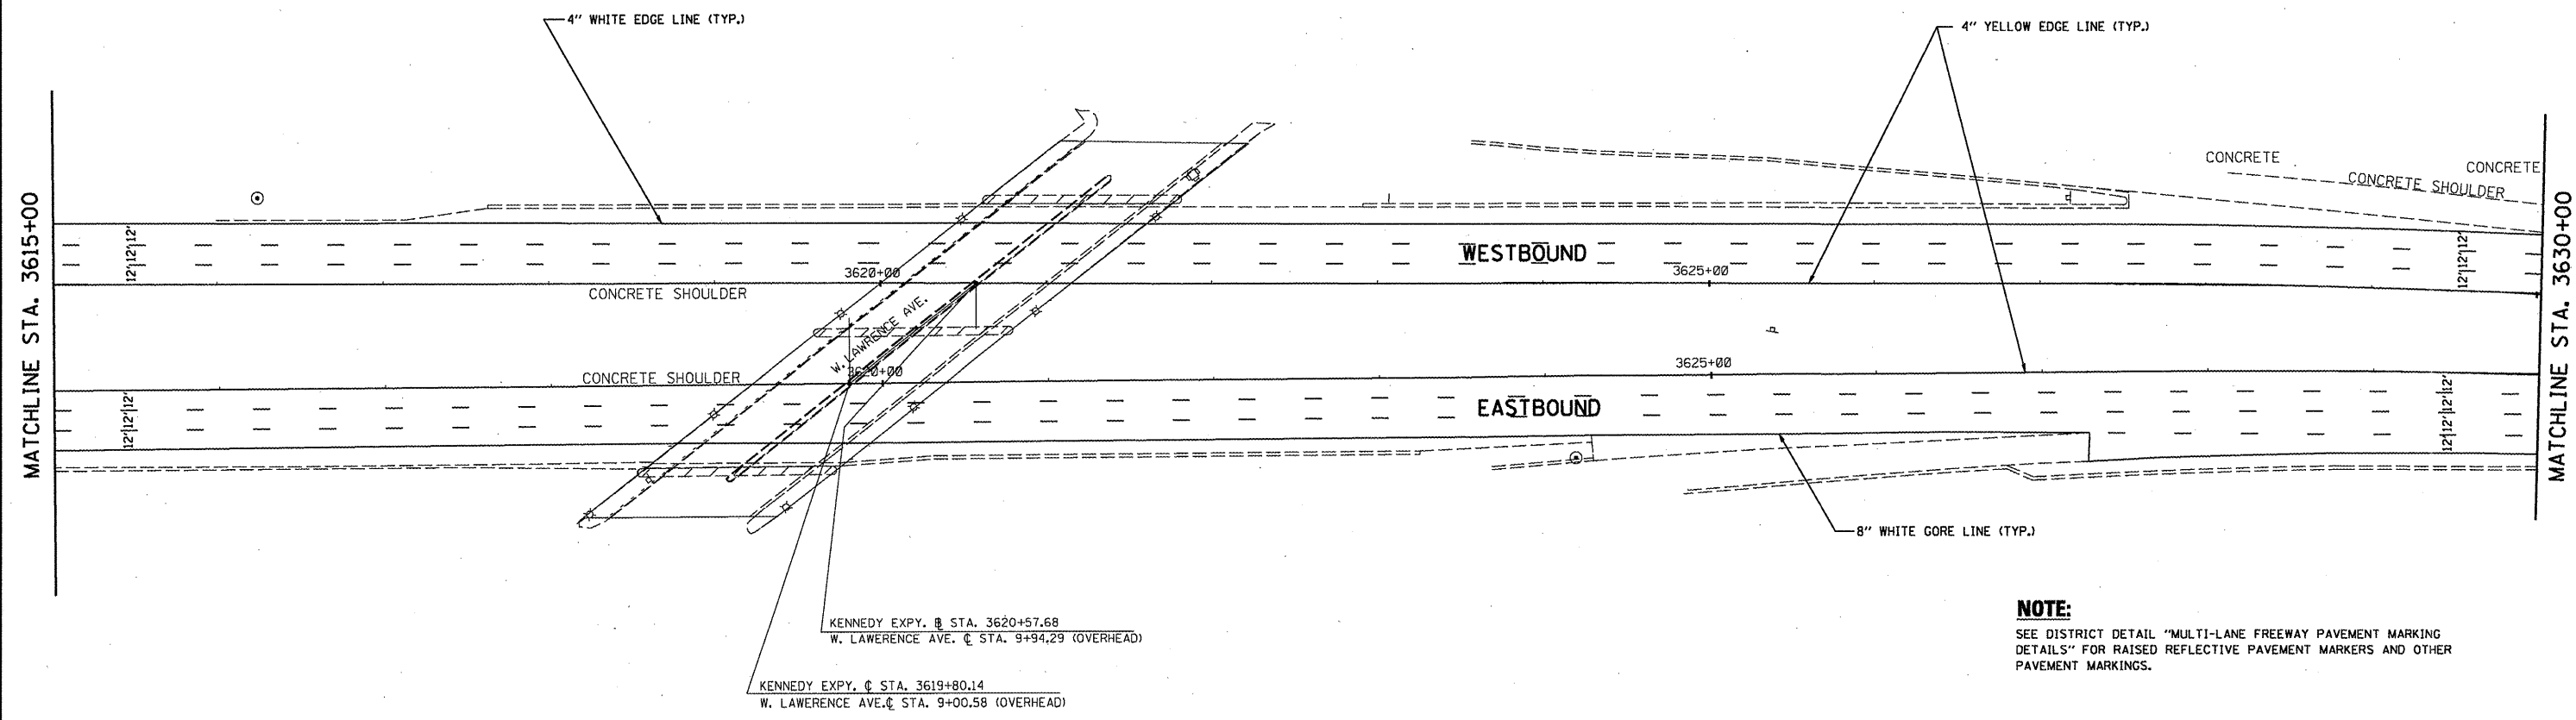 4" WHITE EDGE LINE (TYP.)
4" YELLOW EDGE LINE (TYP.)
MATCHLINE STA. 3615+00
MATCHLINE STA. 3630+00
CONCRETE
CONCRETE
CONCRETE SHOULDER
12'12'12'
WESTBOUND
12'12'12'
3620+00
3625+00
CONCRETE SHOULDER
W. LAWRENCE AVE.
3625+00
3620+00
CONCRETE SHOULDER
12'12'12'
EASTBOUND
12'12'12'12'
8" WHITE GORE LINE (TYP.)
KENNEDY EXPY. ⅊ STA. 3620+57.68
W. LAWERENCE AVE. ℄ STA. 9+94.29 (OVERHEAD)
KENNEDY EXPY. ℄ STA. 3619+80.14
W. LAWERENCE AVE.℄ STA. 9+00.58 (OVERHEAD)
NOTE:
SEE DISTRICT DETAIL "MULTI-LANE FREEWAY PAVEMENT MARKING
DETAILS" FOR RAISED REFLECTIVE PAVEMENT MARKERS AND OTHER
PAVEMENT MARKINGS.